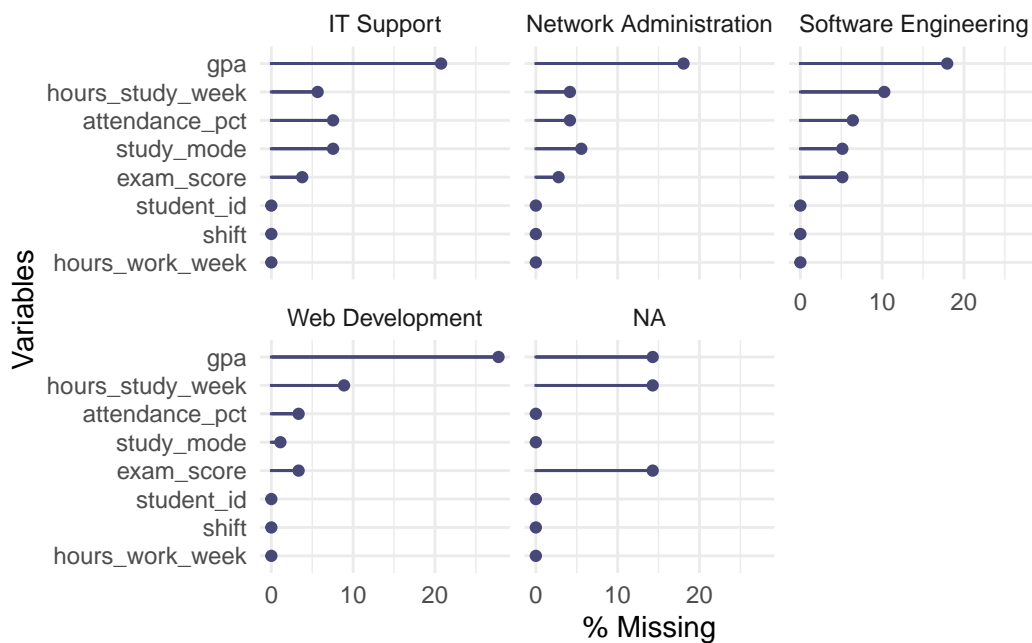 IT Support
Network Administration
Software Engineering
gpa
hours_study_week
attendance_pct
study_mode
exam_score
student_id
shift
hours_work_week
0 10 20
Web Development
NA
gpa
hours_study_week
attendance_pct
study_mode
exam_score
student_id
shift
hours_work_week
0 10 20
0 10 20
% Missing
Variables